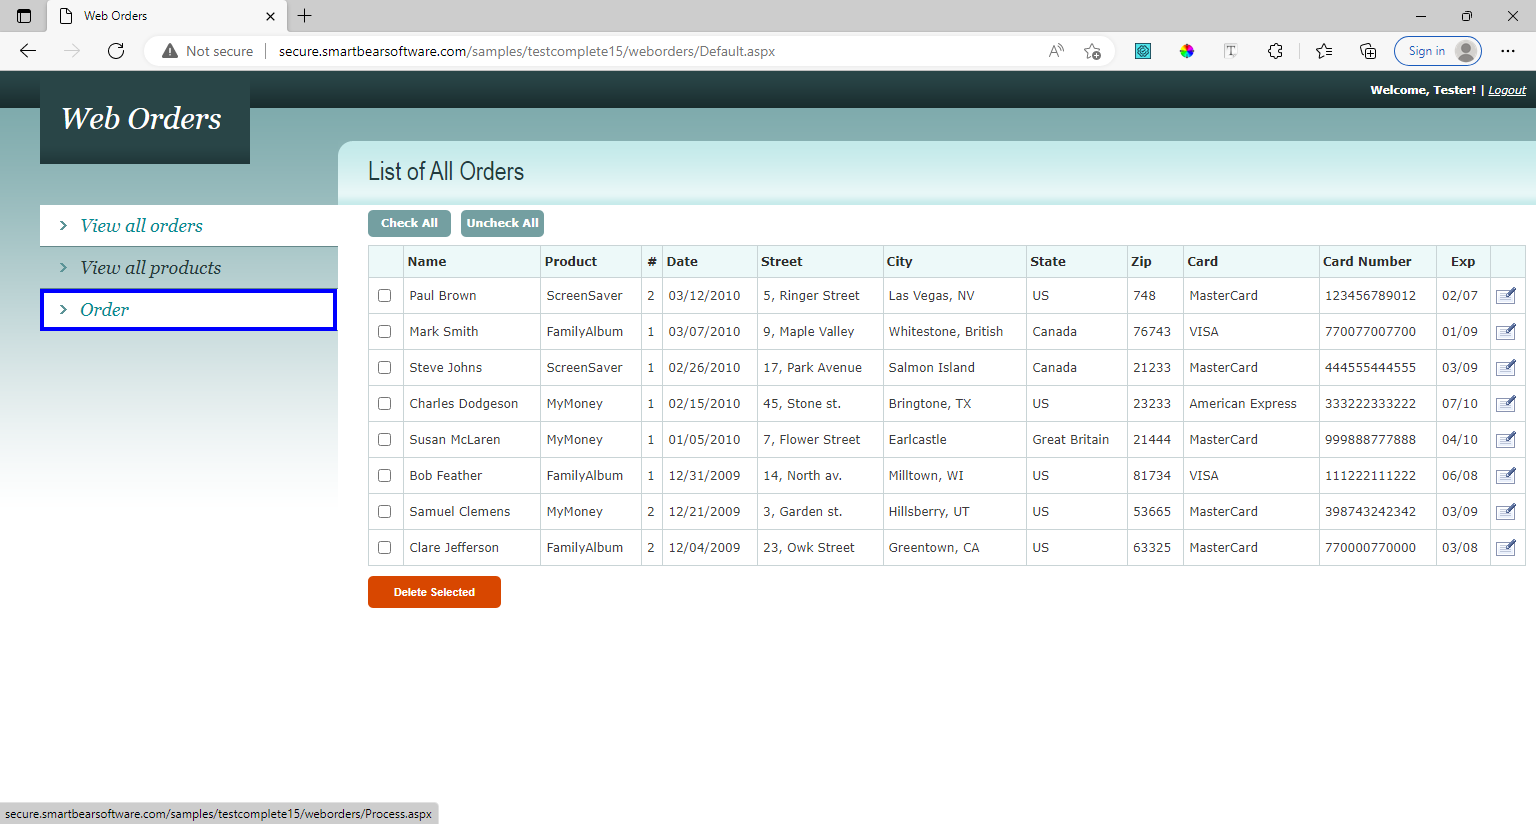 Web Orders
Not secure
secure.smartbearsoftware.com/samples/testcomplete15/weborders/Default.aspx
A
T
Sign in
Welcome, Tester! | Logout
Web Orders
List of All Orders
View all orders
View all products
Order
Check All Uncheck All
Name Product # Date Street City State Zip Card Card Number Exp
Paul Brown ScreenSaver 2 03/12/2010 5, Ringer Street Las Vegas, NV US 748 MasterCard 123456789012 02/07
Mark Smith FamilyAlbum 1 03/07/2010 9, Maple Valley Whitestone, British Canada 76743 VISA 770077007700 01/09
Steve Johns ScreenSaver 1 02/26/2010 17, Park Avenue Salmon Island Canada 21233 MasterCard 444555444555 03/09
Charles Dodgeson MyMoney 1 02/15/2010 45, Stone st. Bringtone, TX US 23233 American Express 333222333222 07/10
Susan McLaren MyMoney 1 01/05/2010 7, Flower Street Earlcastle Great Britain 21444 MasterCard 999888777888 04/10
Bob Feather FamilyAlbum 1 12/31/2009 14, North av. Milltown, WI US 81734 VISA 111222111222 06/08
Samuel Clemens MyMoney 2 12/21/2009 3, Garden st. Hillsberry, UT US 53665 MasterCard 398743242342 03/09
Clare Jefferson FamilyAlbum 2 12/04/2009 23, Owk Street Greentown, CA US 63325 MasterCard 770000770000 03/08
Delete Selected
secure.smartbearsoftware.com/samples/testcomplete15/weborders/Process.aspx